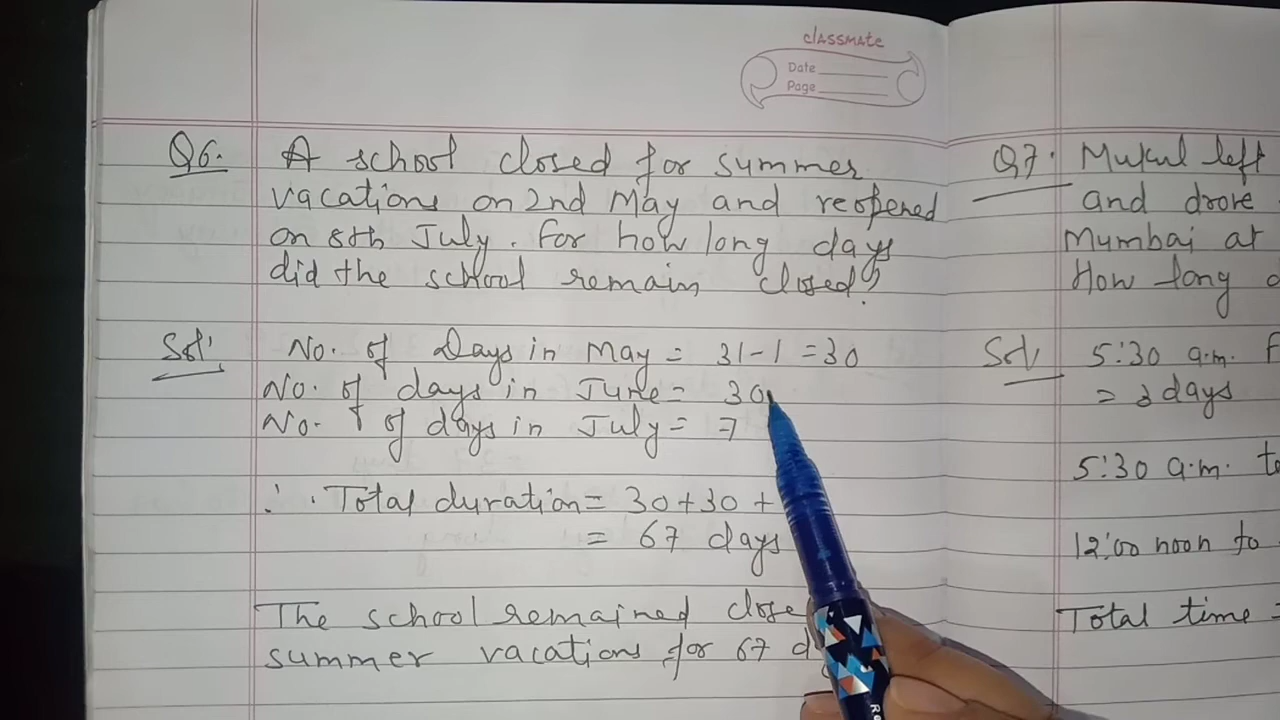 classmate
Date
Page
Q6. A school closed for summer
vacations on 2nd May and reopened
on 8th July. For how long days
did the school remain closed?
Sol. No. of Days in May = 31-1=30
No. of days in June = 30
No. of days in July = 7
∴ Total duration = 30+30+
= 67 days
The school remained close
summer vacations for 67 d
Q7. Mukul left
and drove
Mumbai at
How long
Sol. 5:30 a.m.
= 2 days
5:30 a.m. to
12:00 noon to
Total time